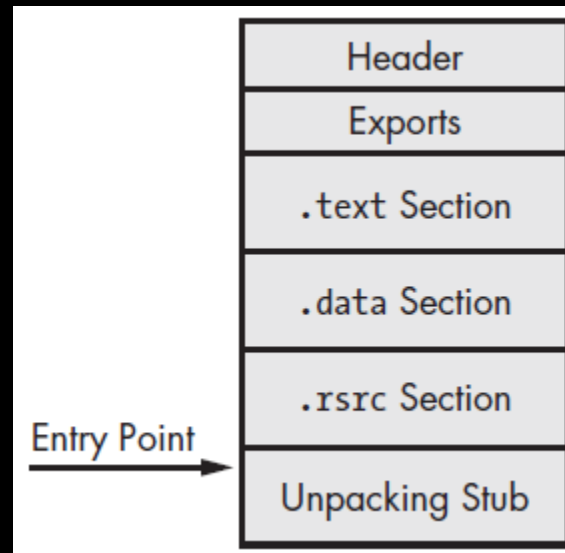 Header
Exports
.text Section
.data Section
.rsrc Section
Entry Point
Unpacking Stub